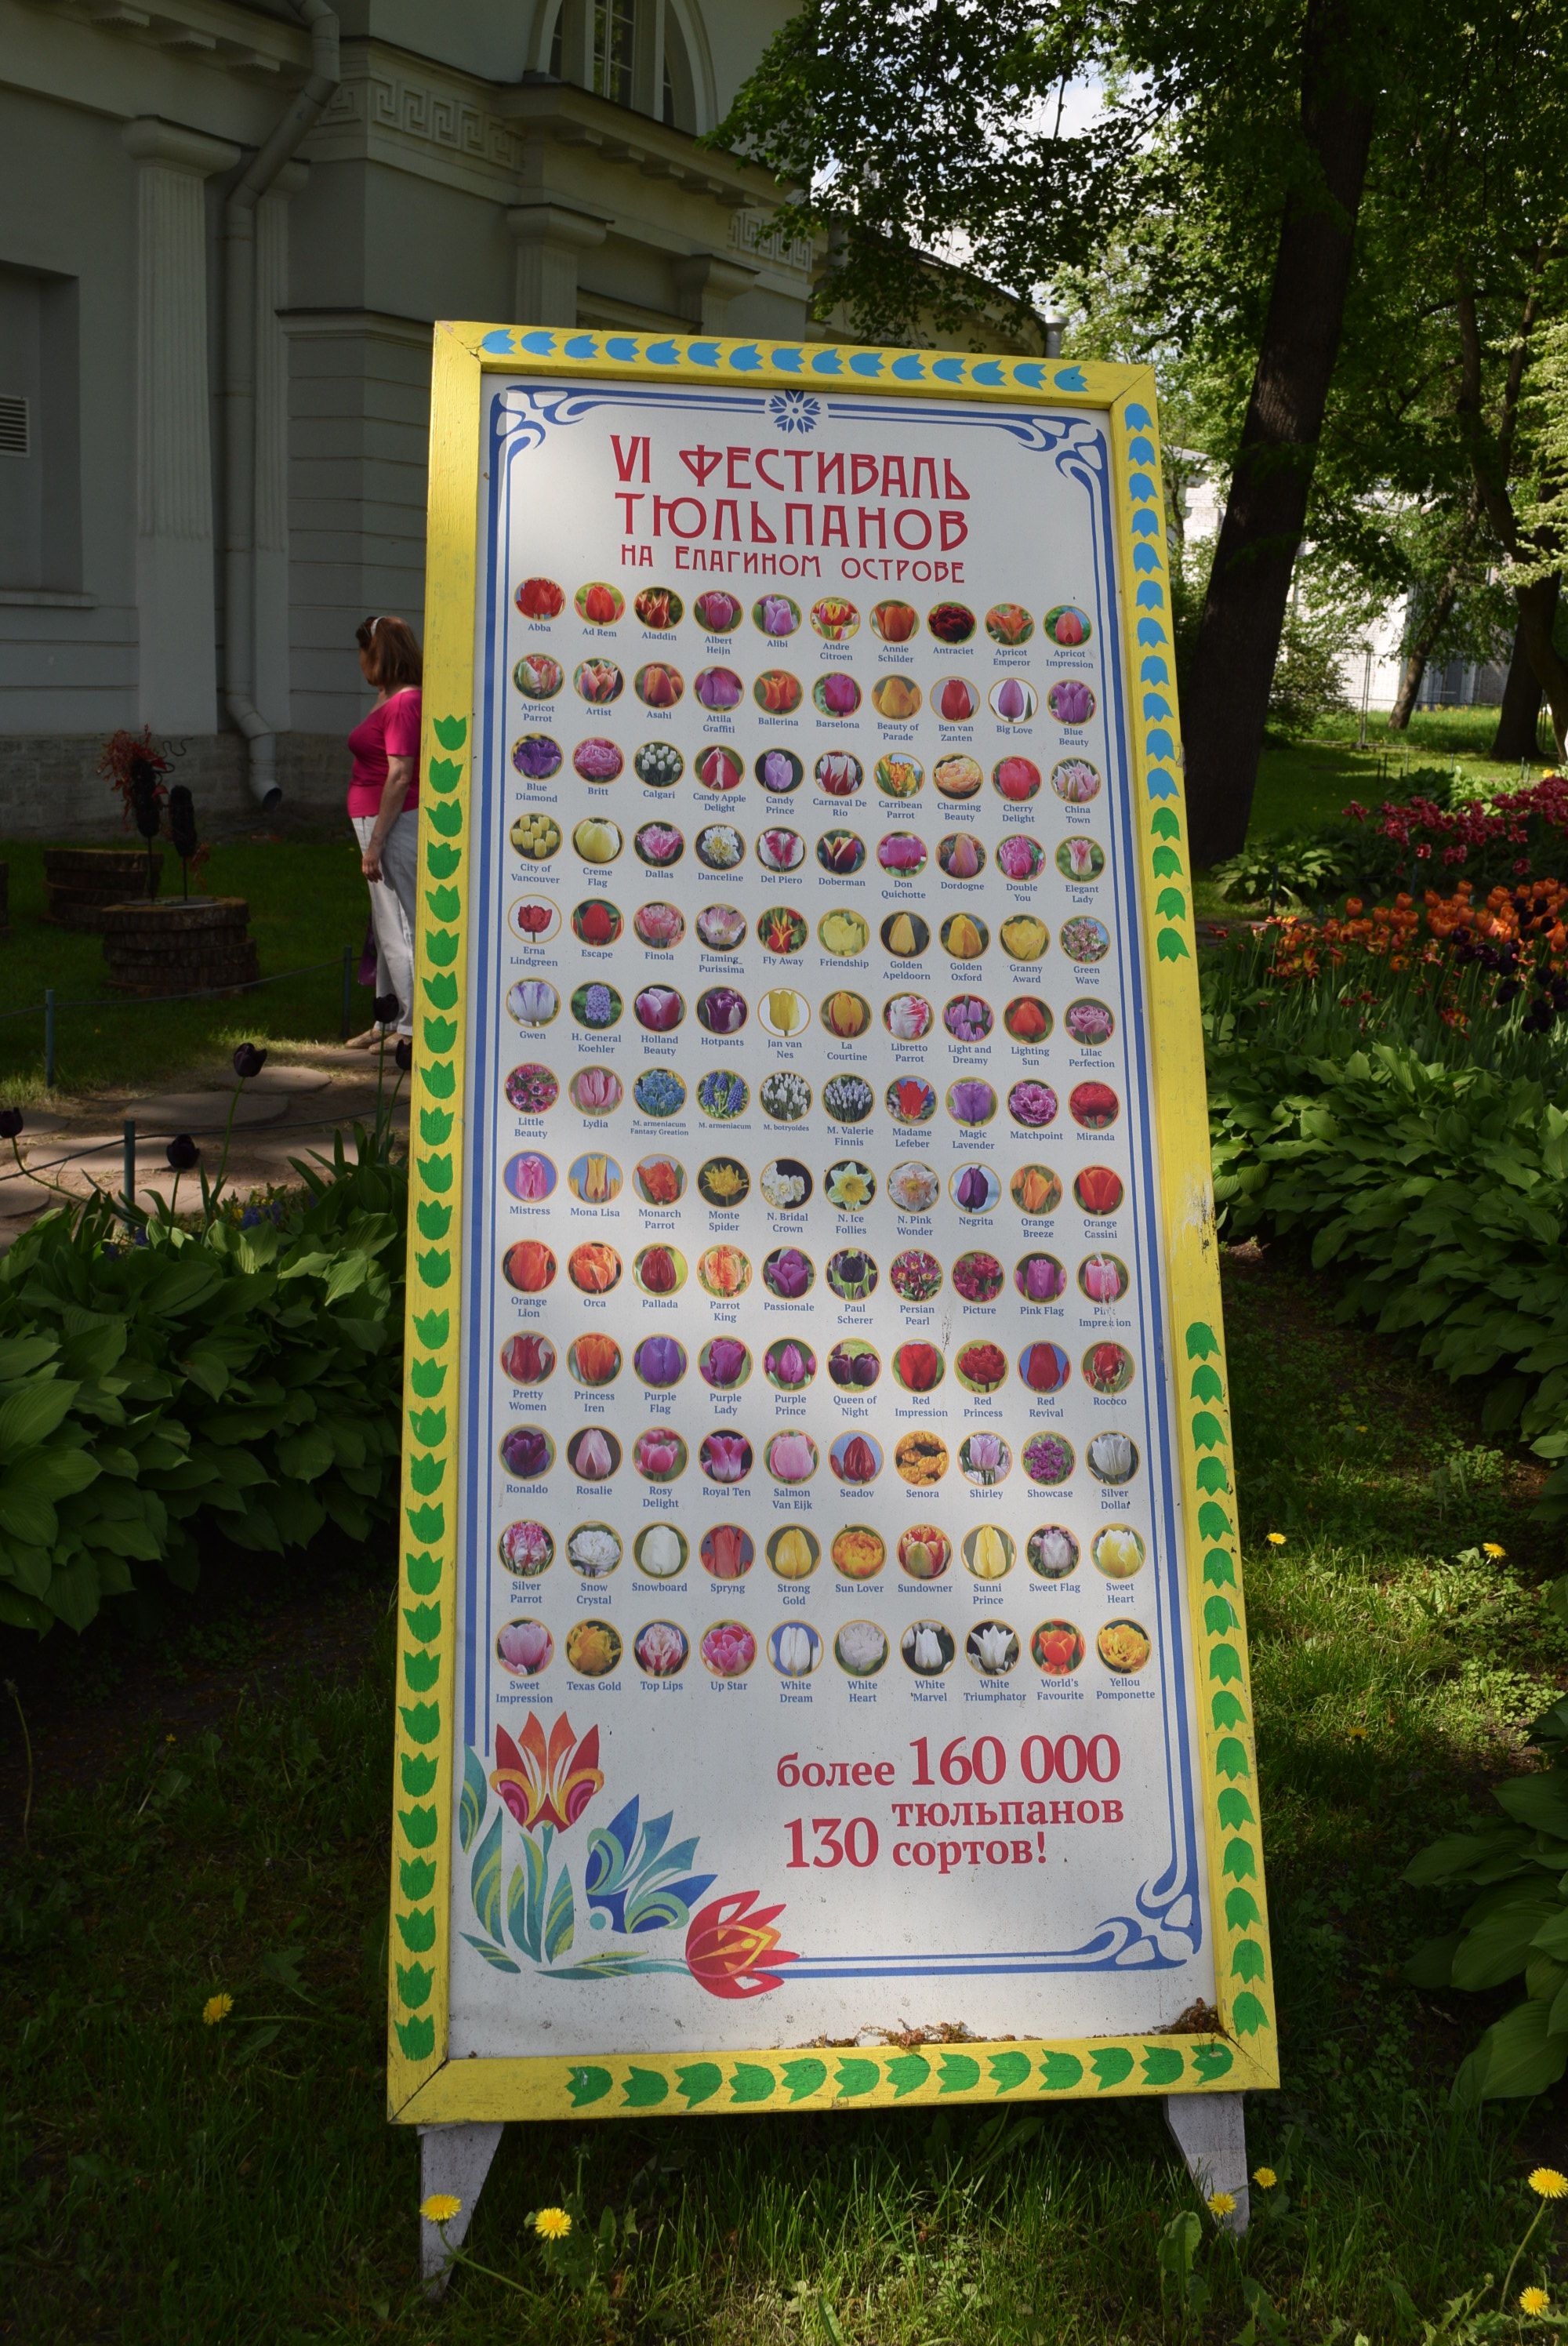 VI ФЕСТИВАЛЬ
ТЮЛЬПАНОВ
НА ЕЛАГИНОМ ОСТРОВЕ
Abba Ad Rem Aladdin Albert Heijn Alibi Andre Citroen Annie Schilder Antraciet Apricot Emperor Apricot Impression
Apricot Parrot Artist Asahi Attila Graffiti Ballerina Barselona Beauty of Parade Ben van Zanten Big Love Blue Beauty
Blue Diamond Britt Calgari Candy Apple Delight Candy Prince Carnaval De Rio Carribean Parrot Charming Beauty Cherry Delight China Town
City of Vancouver Creme Flag Dallas Danceline Del Piero Doberman Don Quichotte Dordogne Double You Elegant Lady
Erna Lindgreen Escape Finola Flaming Purissima Fly Away Friendship Golden Apeldoorn Golden Oxford Granny Award Green Wave
Gwen H. General Koehler Holland Beauty Hotpants Jan van Nes La Courtine Libretto Parrot Light and Dreamy Lighting Sun Lilac Perfection
Little Beauty Lydia M. armeniacum Fantasy Greation M. armeniacum M. botryoides M. Valerie Finnis Madame Lefeber Magic Lavender Matchpoint Miranda
Mistress Mona Lisa Monarch Parrot Monte Spider N. Bridal Crown N. Ice Follies N. Pink Wonder Negrita Orange Breeze Orange Cassini
Orange Lion Orca Pallada Parrot King Passionale Paul Scherer Persian Pearl Picture Pink Flag Pink Impression
Pretty Women Princess Iren Purple Flag Purple Lady Purple Prince Queen of Night Red Impression Red Princess Red Revival Rococo
Ronaldo Rosalie Rosy Delight Royal Ten Salmon Van Eijk Seadov Senora Shirley Showcase Silver Dollar
Silver Parrot Snow Crystal Snowboard Spryng Strong Gold Sun Lover Sundowner Sunni Prince Sweet Flag Sweet Heart
Sweet Impression Texas Gold Top Lips Up Star White Dream White Heart White Marvel White Triumphator World's Favourite Yellou Pomponette
более 160 000
тюльпанов
130 сортов!